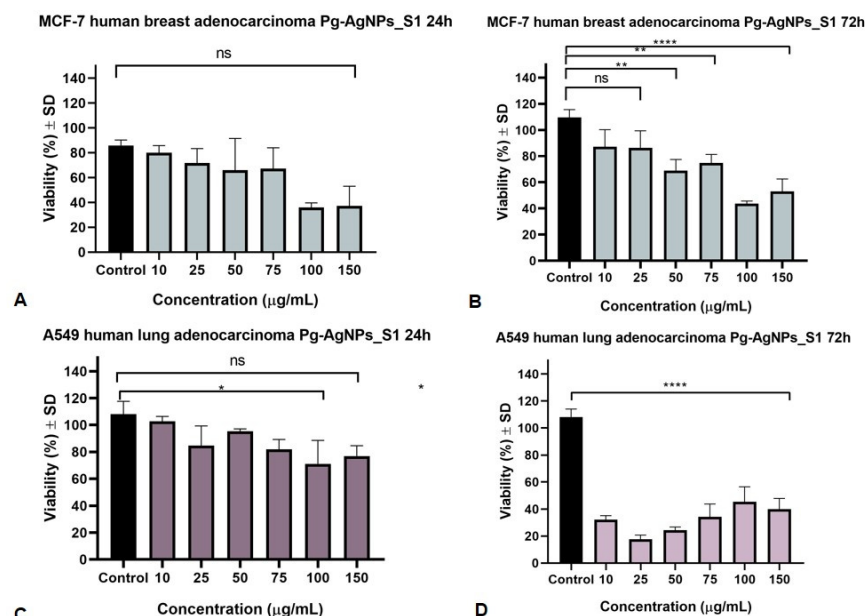 MCF-7 human breast adenocarcinoma Pg-AgNPs_S1 24h
ns
140
120
100
80
60
40
20
0
Viability (%) ± SD
Control 10 25 50 75 100 150
Concentration (µg/mL)
A
MCF-7 human breast adenocarcinoma Pg-AgNPs_S1 72h
****
**
**
ns
140
120
100
80
60
40
20
0
Viability (%) ± SD
Control 10 25 50 75 100 150
Concentration (µg/mL)
B
A549 human lung adenocarcinoma Pg-AgNPs_S1 24h
ns
*
*
140
120
100
80
60
40
20
0
Viability (%) ± SD
Control 10 25 50 75 100 150
Concentration (µg/mL)
C
A549 human lung adenocarcinoma Pg-AgNPs_S1 72h
****
140
120
100
80
60
40
20
0
Viability (%) ± SD
Control 10 25 50 75 100 150
Concentration (µg/mL)
D